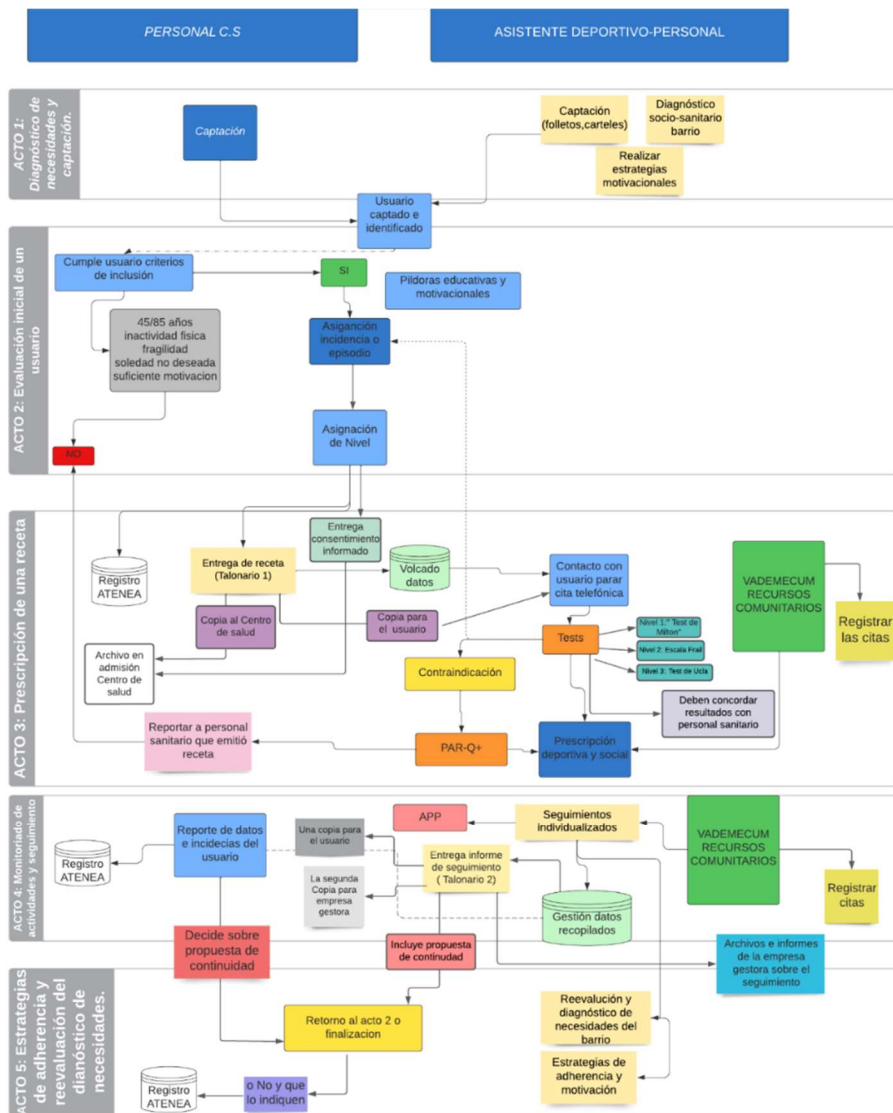 PERSONAL C.S
ASISTENTE DEPORTIVO-PERSONAL
ACTO 1:
Diagnóstico de
necesidades y
captación.
Captación
Captación
(folletos,carteles)
Diagnóstico
socio-sanitario
barrio
Realizar
estrategias
motivacionales
Usuario
captado e
identificado
ACTO 2: Evaluación inicial de un
usuario
Cumple usuario criterios
de inclusión
SI
Pildoras educativas y
motivacionales
45/85 años
inactividad fisica
fragilidad
soledad no deseada
suficiente motivacion
Asiganción
incidencia o
episodio
Asignación
de Nivel
NO
ACTO 3: Prescripción de una receta
Registro
ATENEA
Entrega de receta
(Talonario 1)
Entrega
consentimiento
informado
Volcado
datos
Contacto con
usuario parar
cita telefónica
VADEMECUM
RECURSOS
COMUNITARIOS
Registrar
las citas
Copia al Centro
de salud
Copia para
el usuario
Tests
Nivel 1:" Test de
Milton"
Nivel 2: Escala Frail
Nivel 3: Test de Ucla
Archivo en
admisión
Centro de
salud
Contraindicación
Deben concordar
resultados con
personal sanitario
Reportar a personal
sanitario que emitió
receta
PAR-Q+
Prescripción
deportiva y social
ACTO 4: Monitoriado de
actividades y seguimiento
Registro
ATENEA
Reporte de datos
e incidecias del
usuario
Una copia para
el usuario
La segunda
Copia para
empresa
gestora
APP
Entrega informe
de seguimiento
( Talonario 2)
Seguimientos
individualizados
Gestión datos
recopilados
VADEMECUM
RECURSOS
COMUNITARIOS
Registrar
citas
Decide sobre
propuesta de
continuidad
Incluye propuesta
de continudad
Archivos e informes
de la empresa
gestora sobre el
seguimiento
ACTO 5: Estrategias
de adherencia y
reevaluación del
dianóstico de
necesidades.
Retorno al acto 2 o
finalizacion
Reevalución y
diagnóstico de
necesidades del
barrio
Estrategias de
adherencia y
motivación
Registro
ATENEA
o No y que
lo indiquen